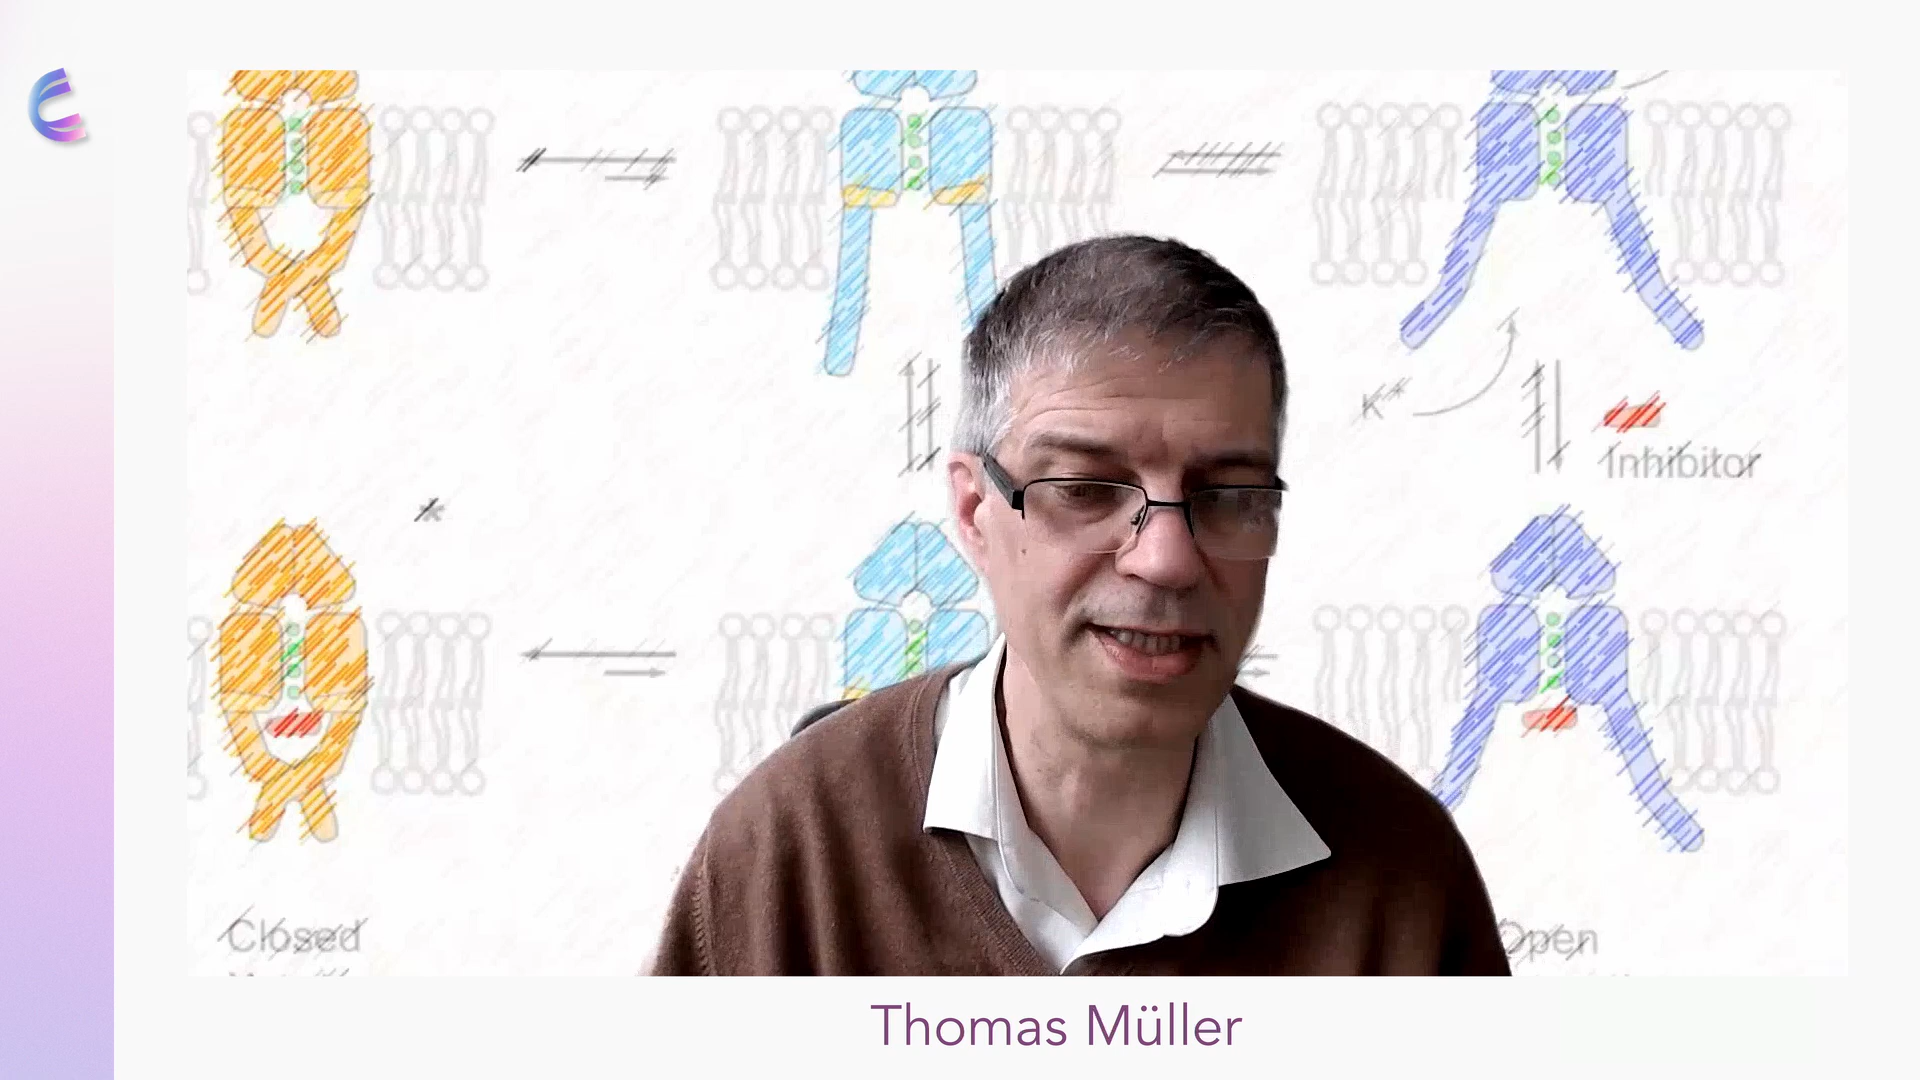 K+
Inhibitor
*
Closed
Open
Thomas Müller